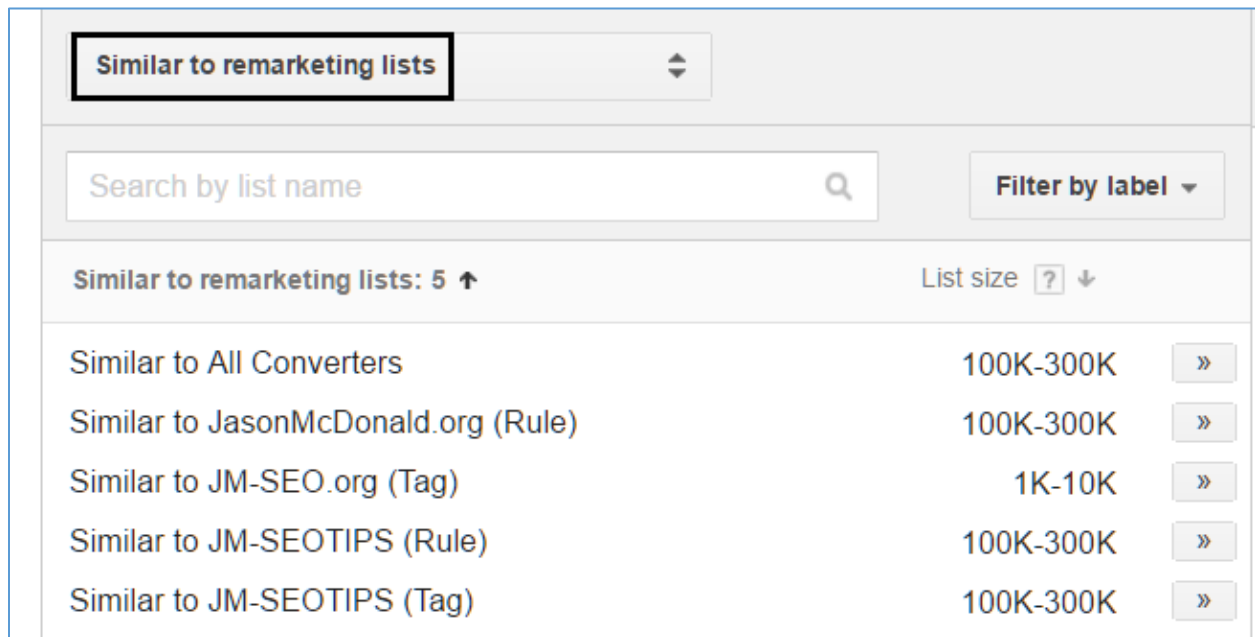 Similar to remarketing lists
Search by list name
Filter by label
Similar to remarketing lists: 5 ↑ List size ? ↓
Similar to All Converters 100K-300K »
Similar to JasonMcDonald.org (Rule) 100K-300K »
Similar to JM-SEO.org (Tag) 1K-10K »
Similar to JM-SEOTIPS (Rule) 100K-300K »
Similar to JM-SEOTIPS (Tag) 100K-300K »